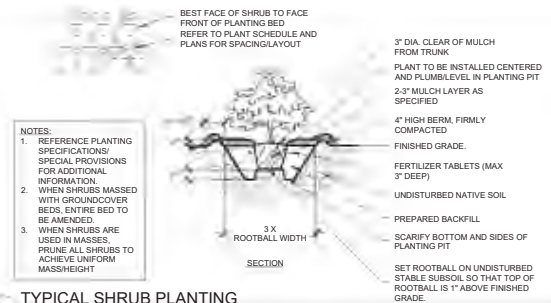 BEST FACE OF SHRUB TO FACE
FRONT OF PLANTING BED
REFER TO PLANT SCHEDULE AND
PLANS FOR SPACING/LAYOUT
3" DIA. CLEAR OF MULCH
FROM TRUNK
PLANT TO BE INSTALLED CENTERED
AND PLUMB/LEVEL IN PLANTING PIT
2-3" MULCH LAYER AS
SPECIFIED
4" HIGH BERM, FIRMLY
COMPACTED
FINISHED GRADE.
FERTILIZER TABLETS (MAX
3" DEEP)
UNDISTURBED NATIVE SOIL
PREPARED BACKFILL
SCARIFY BOTTOM AND SIDES OF
PLANTING PIT
SET ROOTBALL ON UNDISTURBED
STABLE SUBSOIL SO THAT TOP OF
ROOTBALL IS 1" ABOVE FINISHED
GRADE.
NOTES:
1. REFERENCE PLANTING
SPECIFICATIONS/
SPECIAL PROVISIONS
FOR ADDITIONAL
INFORMATION.
2. WHEN SHRUBS MASSED
WITH GROUNDCOVER
BEDS, ENTIRE BED TO
BE AMENDED.
3. WHEN SHRUBS ARE
USED IN MASSES,
PRUNE ALL SHRUBS TO
ACHIEVE UNIFORM
MASS/HEIGHT
3 X
ROOTBALL WIDTH
SECTION
TYPICAL SHRUB PLANTING